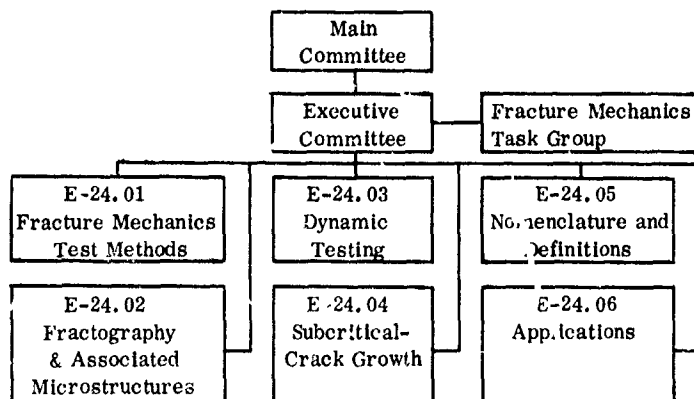 Main
Committee
Executive
Committee
Fracture Mechanics
Task Group
E-24.01
Fracture Mechanics
Test Methods
E-24.03
Dynamic
Testing
E-24.05
Nomenclature and
Definitions
E-24.02
Fractography
& Associated
Microstructures
E-24.04
Subcritical-
Crack Growth
E-24.06
Applications